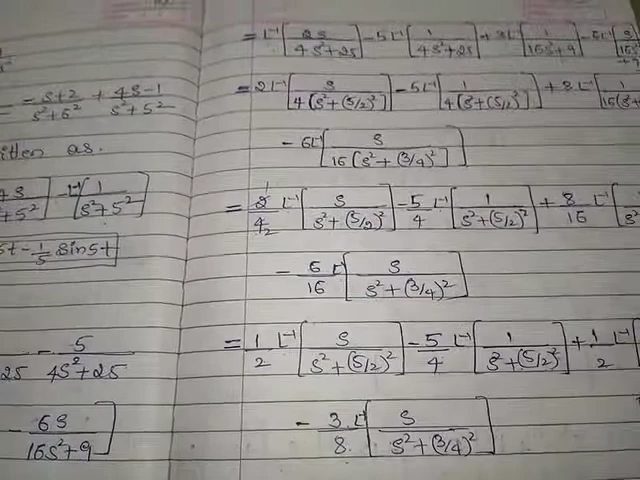 -s+2/s²+6² + 4s-1/s²+5²
itten as.
4s/+5²] - L⁻¹[1/s²+5²]
5t - 1/5 sin5t
25 - 5/4s²+25
- 6s/16s²+9]
= L⁻¹[2s/4s²+25] - 5L⁻¹[1/4s²+25] + 8L⁻¹[1/16s²+9] - 6L⁻¹[s/16s²+9
= 2L⁻¹[s/4(s²+(5/2)²] - 5L⁻¹[1/4(s²+(5/2)²] + 8L⁻¹[1/16(s+
- 6L⁻¹[s/16[s²+(3/4)²]
= 2/4 L⁻¹[s/s²+(5/2)²] - 5/4 L⁻¹[1/s²+(5/2)²] + 8/16 L⁻¹[
- 6/16 L⁻¹[s/s²+(3/4)²]
= 1/2 L⁻¹[s/s²+(5/2)²] - 5/4 L⁻¹[1/s²+(5/2)²] + 1/2 L⁻¹[
- 3/8 L⁻¹[s/s²+(3/4)²]